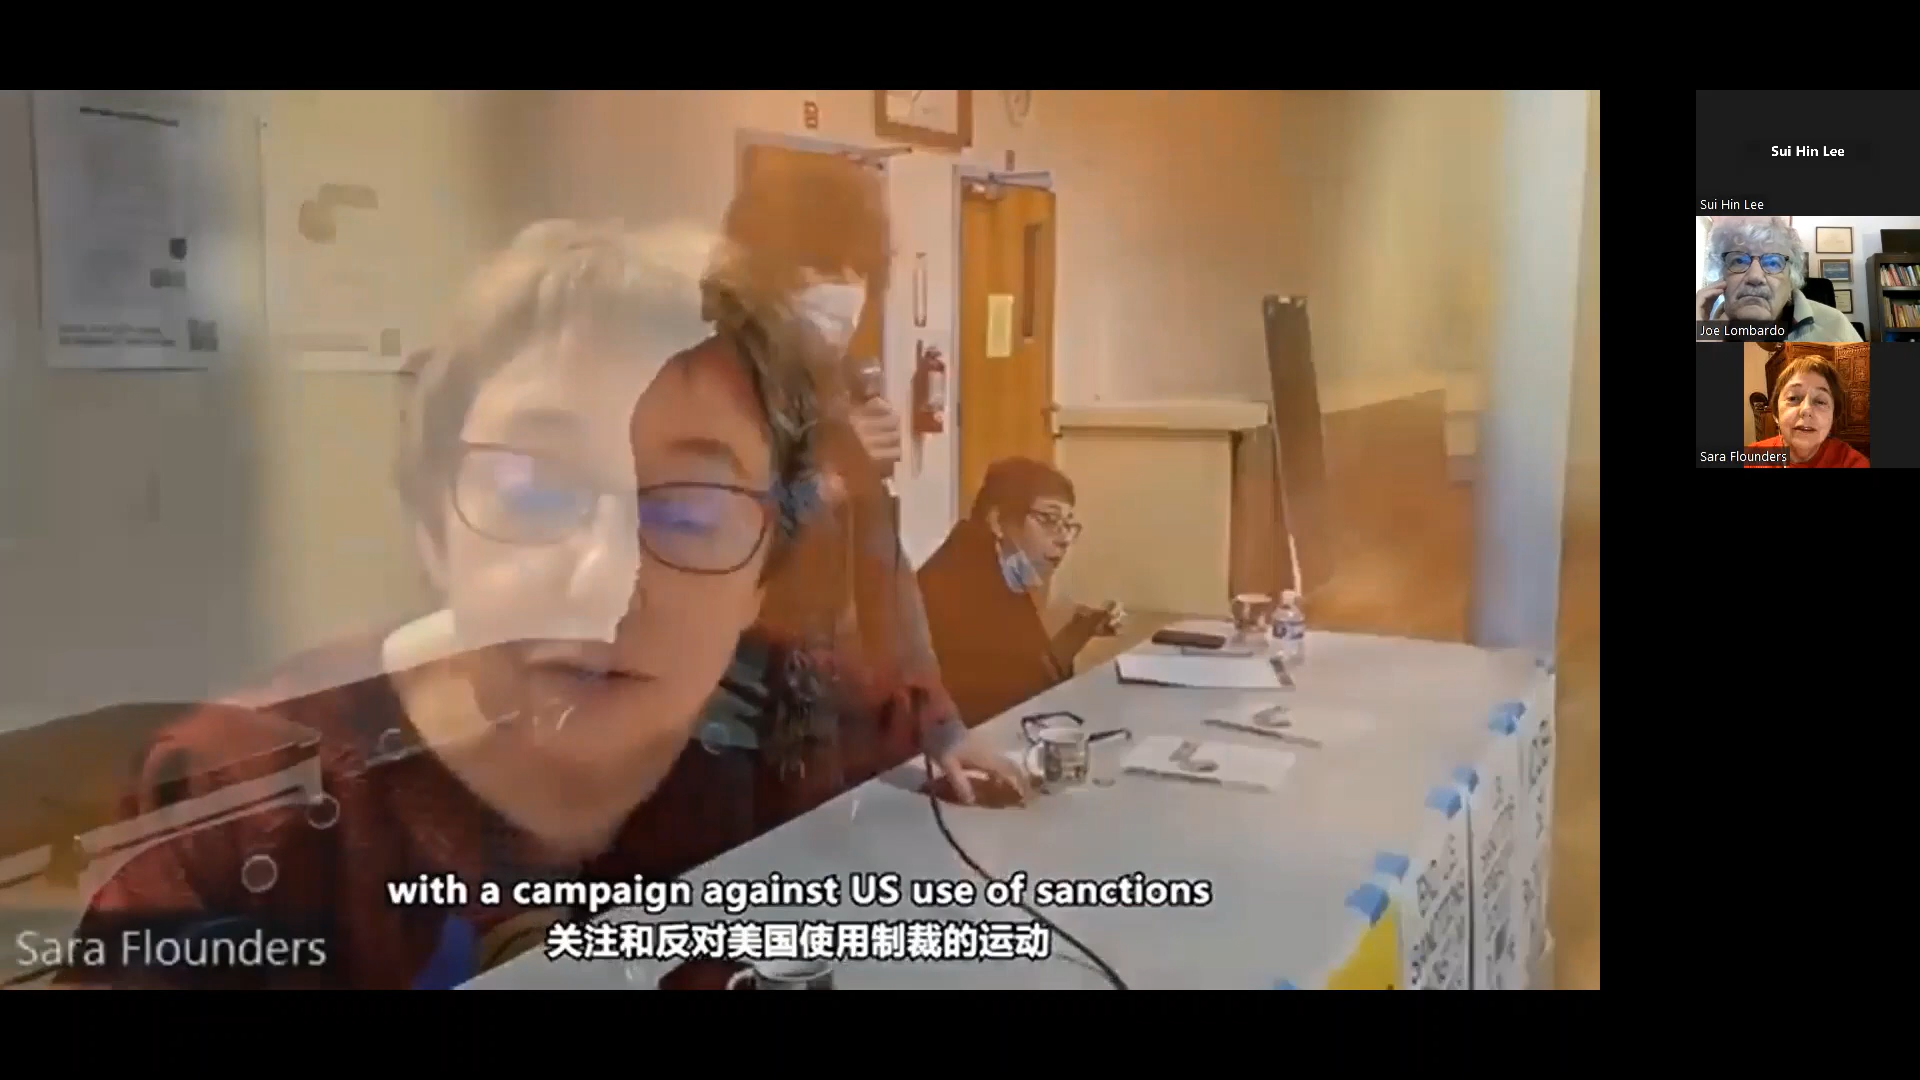 Sui Hin Lee
Sui Hin Lee
Joe Lombardo
Sara Flounders
with a campaign against US use of sanctions
关注和反对美国使用制裁的运动
Sara Flounders